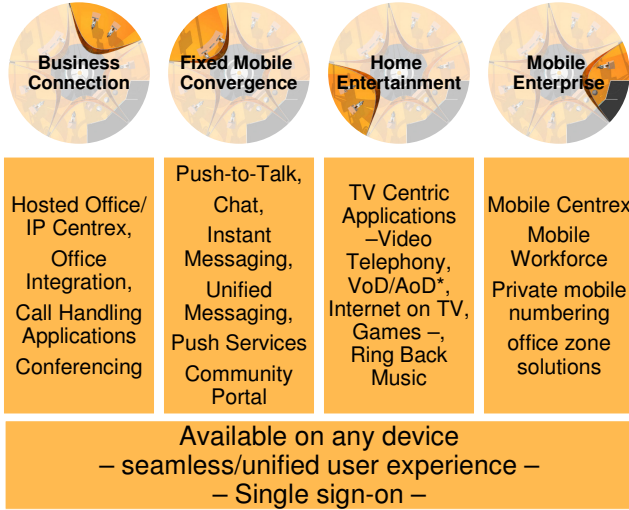 Business
Connection
Fixed Mobile
Convergence
Home
Entertainment
Mobile
Enterprise
Hosted Office/
IP Centrex,
Office
Integration,
Call Handling
Applications
Conferencing
Push-to-Talk,
Chat,
Instant
Messaging,
Unified
Messaging,
Push Services
Community
Portal
TV Centric
Applications
–Video
Telephony,
VoD/AoD*,
Internet on TV,
Games –,
Ring Back
Music
Mobile Centrex
Mobile
Workforce
Private mobile
numbering
office zone
solutions
Available on any device
– seamless/unified user experience –
– Single sign-on –